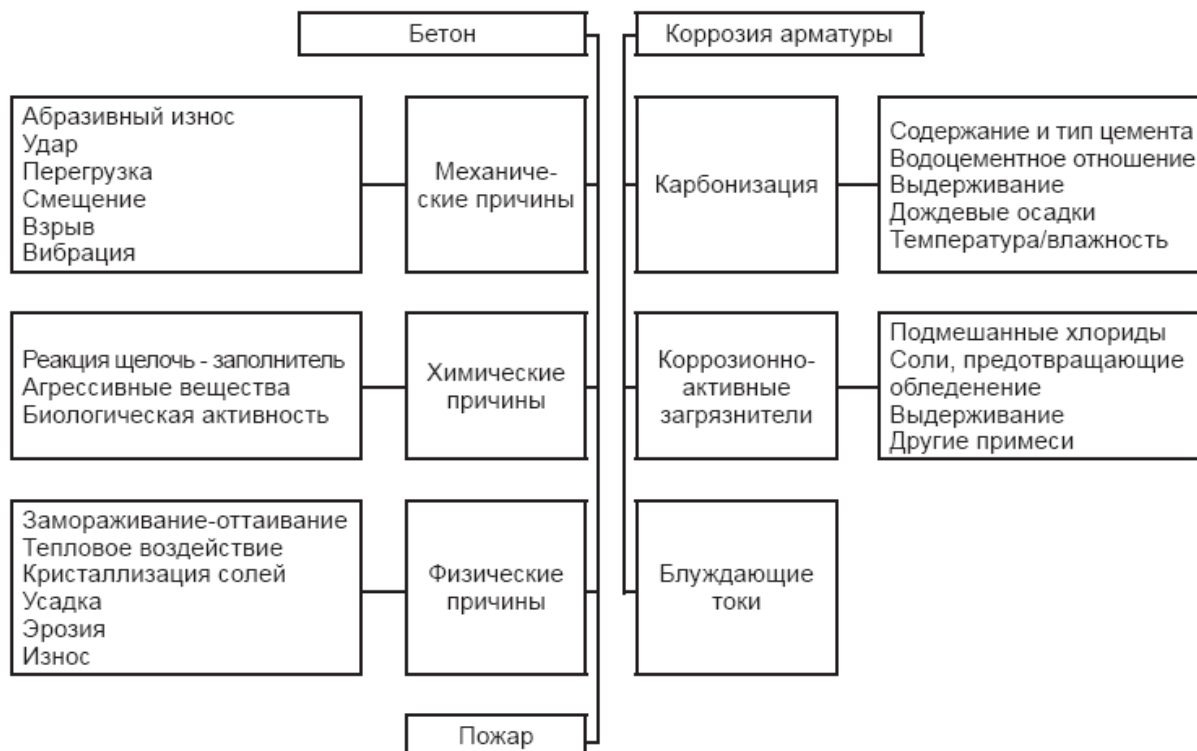 Бетон
Коррозия арматуры
Абразивный износ
Удар
Перегрузка
Смещение
Взрыв
Вибрация
Механиче-
ские причины
Карбонизация
Содержание и тип цемента
Водоцементное отношение
Выдерживание
Дождевые осадки
Температура/влажность
Реакция щелочь - заполнитель
Агрессивные вещества
Биологическая активность
Химические
причины
Коррозионно-
активные
загрязнители
Подмешанные хлориды
Соли, предотвращающие
обледенение
Выдерживание
Другие примеси
Замораживание-оттаивание
Тепловое воздействие
Кристаллизация солей
Усадка
Эрозия
Износ
Физические
причины
Блуждающие
токи
Пожар